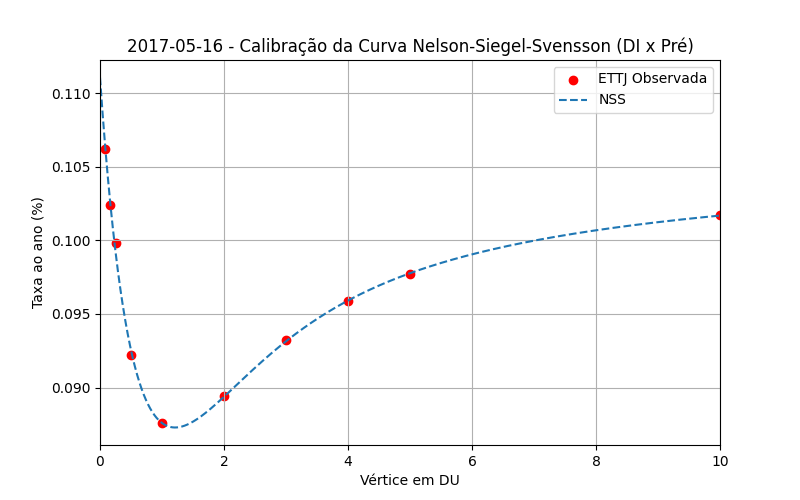 2017-05-16 - Calibração da Curva Nelson-Siegel-Svensson (DI x Pré)
ETTJ Observada
NSS
Taxa ao ano (%)
0.110
0.105
0.100
0.095
0.090
0 2 4 6 8 10
Vértice em DU